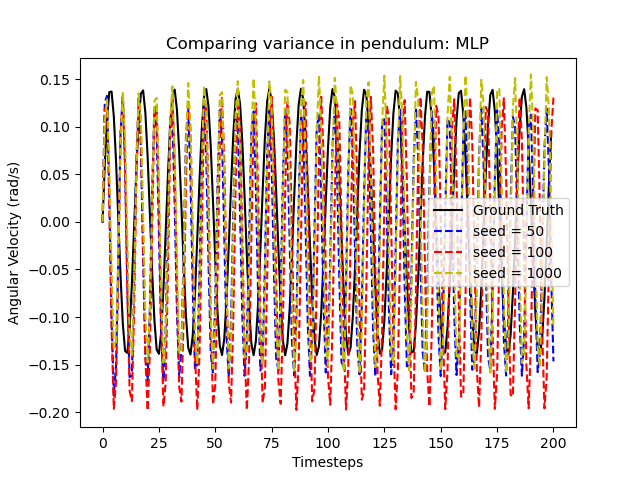 Comparing variance in pendulum: MLP
Angular Velocity (rad/s)
0.15
0.10
0.05
0.00
−0.05
−0.10
−0.15
−0.20
Ground Truth
seed = 50
seed = 100
seed = 1000
0 25 50 75 100 125 150 175 200
Timesteps